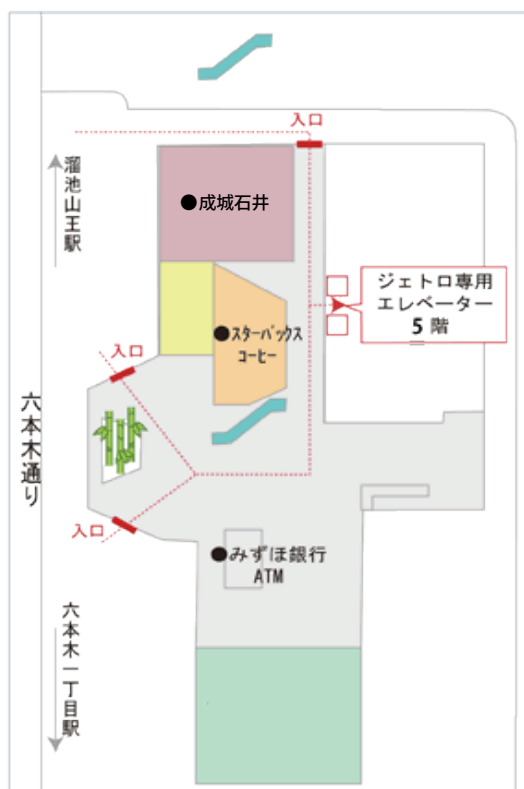 入口
溜池山王駅
●成城石井
ジェトロ専用
エレベーター
5 階
●スターバックス
コーヒー
入口
六本木通り
入口
●みずほ銀行
ATM
六本木一丁目駅